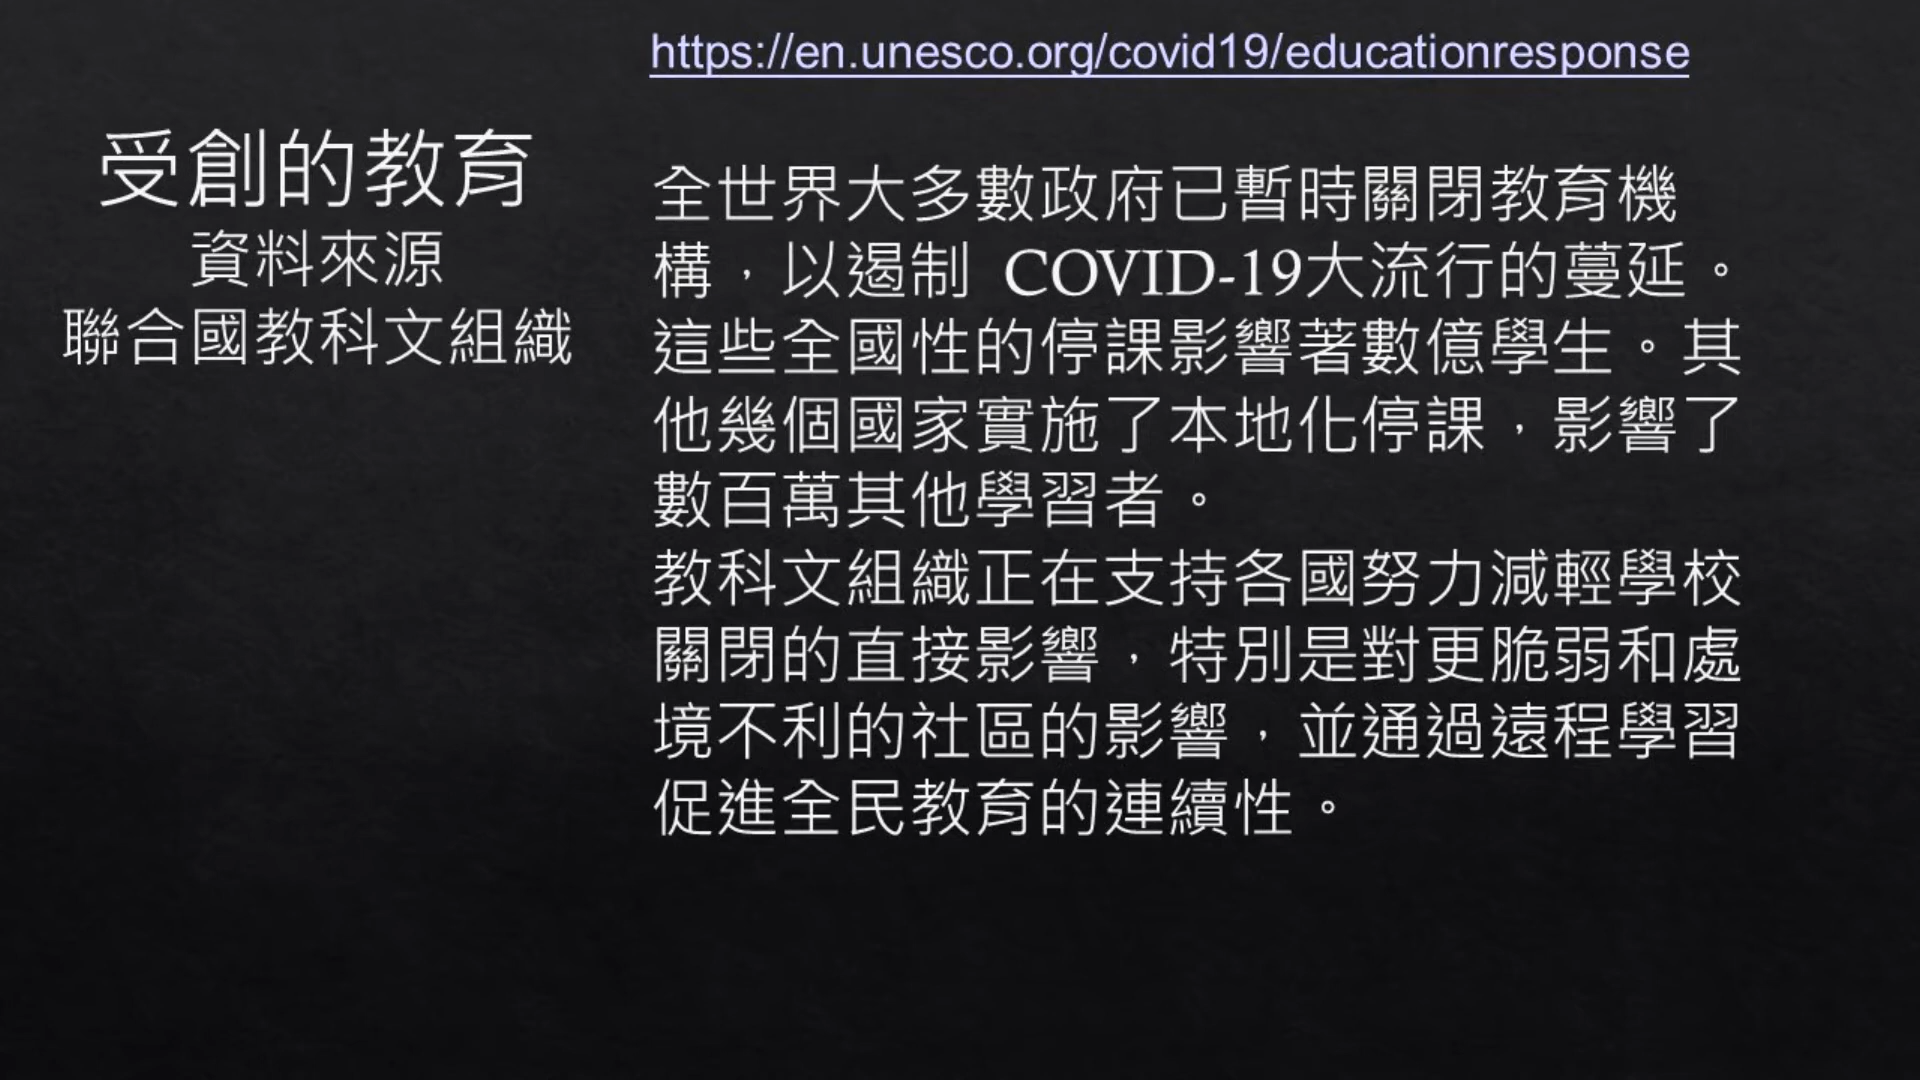 https://en.unesco.org/covid19/educationresponse
受創的教育
資料來源
聯合國教科文組織
全世界大多數政府已暫時關閉教育機
構，以遏制 COVID-19大流行的蔓延。
這些全國性的停課影響著數億學生。其
他幾個國家實施了本地化停課，影響了
數百萬其他學習者。
教科文組織正在支持各國努力減輕學校
關閉的直接影響，特別是對更脆弱和處
境不利的社區的影響，並通過遠程學習
促進全民教育的連續性。